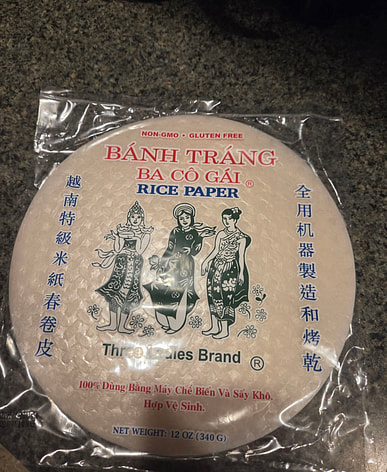 NON-GMO • GLUTEN FREE
BÁNH TRÁNG
BA CÔ GÁI®
RICE PAPER
越南特級米紙春卷皮
全用机器製造和烤乾
Three Ladies Brand ®
100% Dùng Bằng Máy Chế Biến Và Sấy Khô.
Hợp Vệ Sinh.
NET WEIGHT: 12 OZ (340 G)